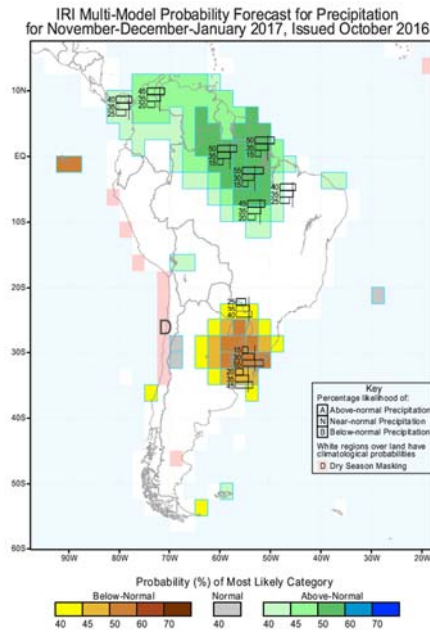 IRI Multi-Model Probability Forecast for Precipitation
for November-December-January 2017, Issued October 2016
10N
EQ
10S
20S
30S
40S
50S
60S
D
Key
Percentage likelihood of:
A Above-normal Precipitation
N Near-normal Precipitation
B Below-normal Precipitation
White regions over land have
climatological probabilities
D Dry Season Masking
90W 80W 70W 60W 50W 40W 30W 20W
Probability (%) of Most Likely Category
Below-Normal Normal Above-Normal
40 45 50 60 70 40 40 45 50 60 70